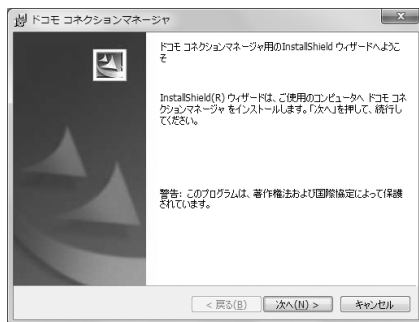 ドコモ コネクションマネージャ
ドコモ コネクションマネージャ用のInstallShield ウィザードへようこ
そ
InstallShield(R) ウィザードは、ご使用のコンピュータへ ドコモ コネ
クションマネージャ をインストールします。「次へ」を押して、続行し
てください。
警告: このプログラムは、著作権法および国際協定によって保護
されています。
< 戻る(B)
次へ(N) >
キャンセル